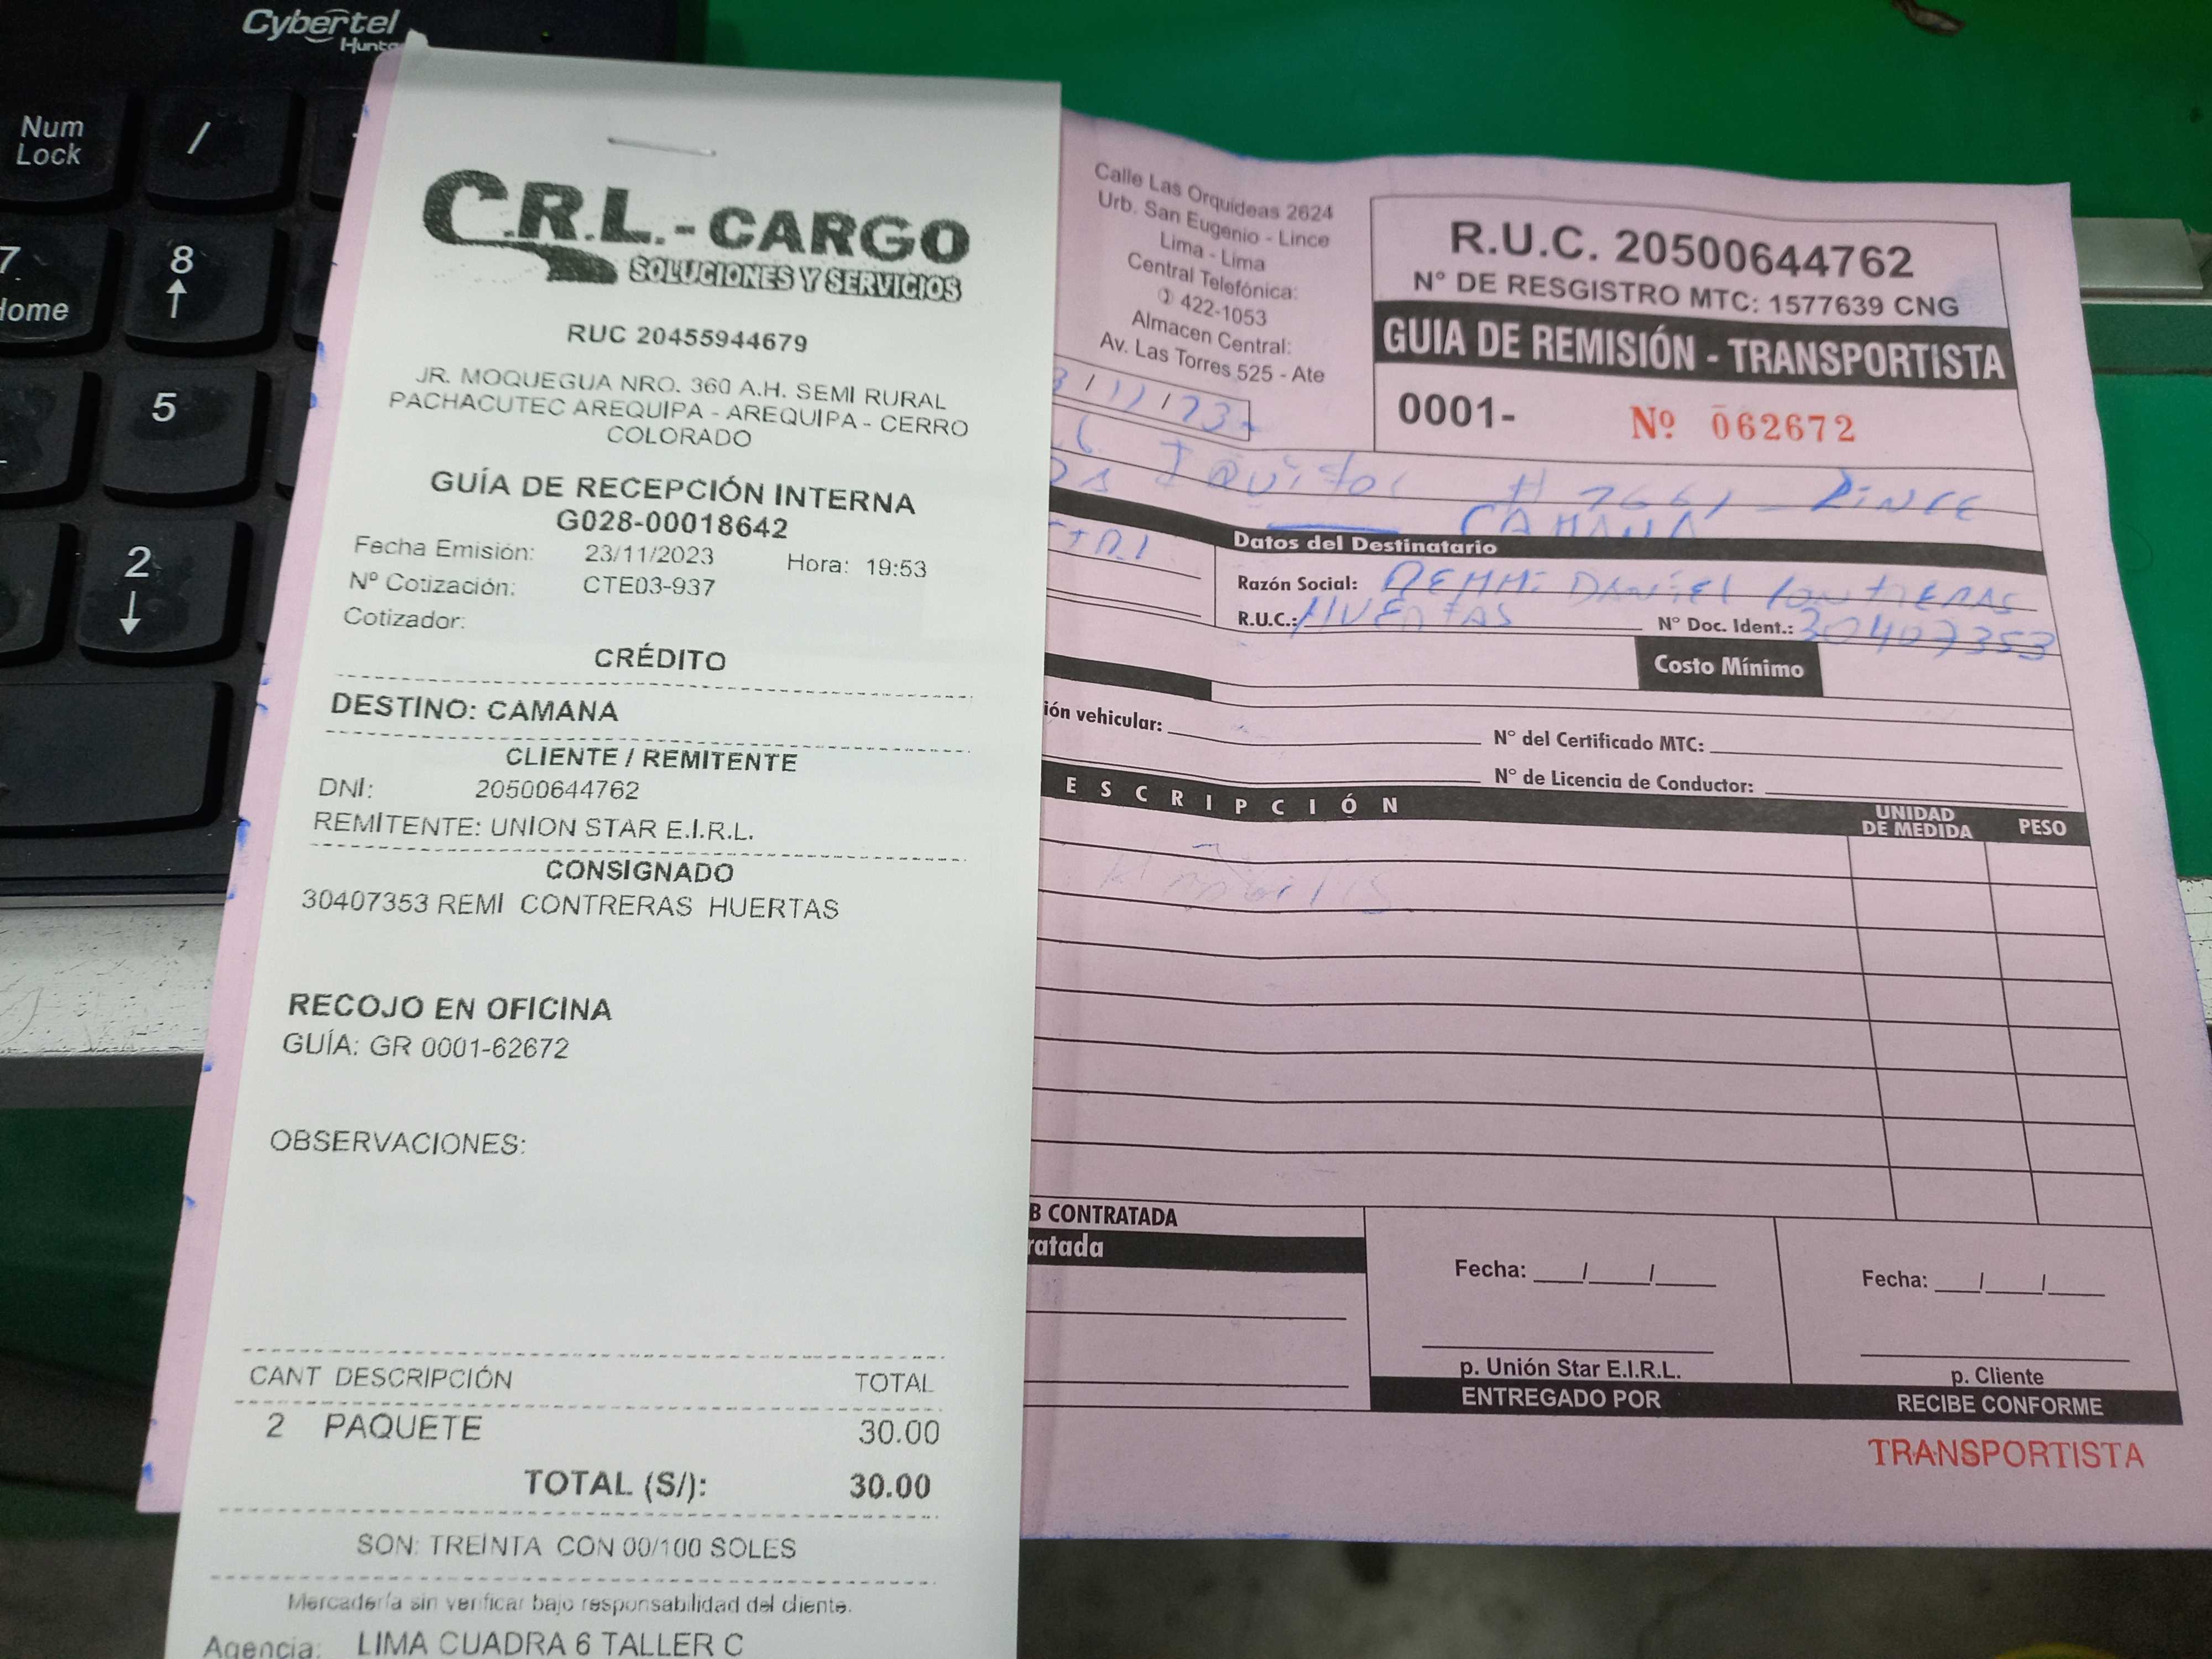 Cybertel
Num
Lock
/
7
Home
8
5
2
C.R.L.-CARGO
SOLUCIONES Y SERVICIOS
RUC 20455944679
JR. MOQUEGUA NRO. 360 A.H. SEMI RURAL
PACHACUTEC AREQUIPA - AREQUIPA - CERRO
COLORADO
GUÍA DE RECEPCIÓN INTERNA
G028-00018642
Fecha Emisión: 23/11/2023 Hora: 19:53
Nº Cotización: CTE03-937
Cotizador:
CRÉDITO
DESTINO: CAMANA
CLIENTE / REMITENTE
DNI: 20500644762
REMITENTE: UNION STAR E.I.R.L.
CONSIGNADO
30407353 REMI CONTRERAS HUERTAS
RECOJO EN OFICINA
GUÍA: GR 0001-62672
OBSERVACIONES:
CANT DESCRIPCIÓN TOTAL
2 PAQUETE 30.00
TOTAL (S/): 30.00
SON: TREINTA CON 00/100 SOLES
Mercadería sin verificar bajo responsabilidad del cliente.
Agencia: LIMA CUADRA 6 TALLER C
Calle Las Orquídeas 2624
Urb. San Eugenio - Lince
Lima - Lima
Central Telefónica:
422-1053
Almacen Central:
Av. Las Torres 525 - Ate
R.U.C. 20500644762
N° DE RESGISTRO MTC: 1577639 CNG
GUIA DE REMISIÓN - TRANSPORTISTA
0001- Nº 062672
Iquitos # Lince
CAMANA
Datos del Destinatario
Razón Social: DANIEL CONTRERAS
R.U.C.: N° Doc. Ident.: 30407353
Costo Mínimo
ión vehicular: N° del Certificado MTC:
N° de Licencia de Conductor:
ESCRIPCIÓN UNIDAD DE MEDIDA PESO
B CONTRATADA
ratada
Fecha: / / Fecha: / /
p. Unión Star E.I.R.L. p. Cliente
ENTREGADO POR RECIBE CONFORME
TRANSPORTISTA